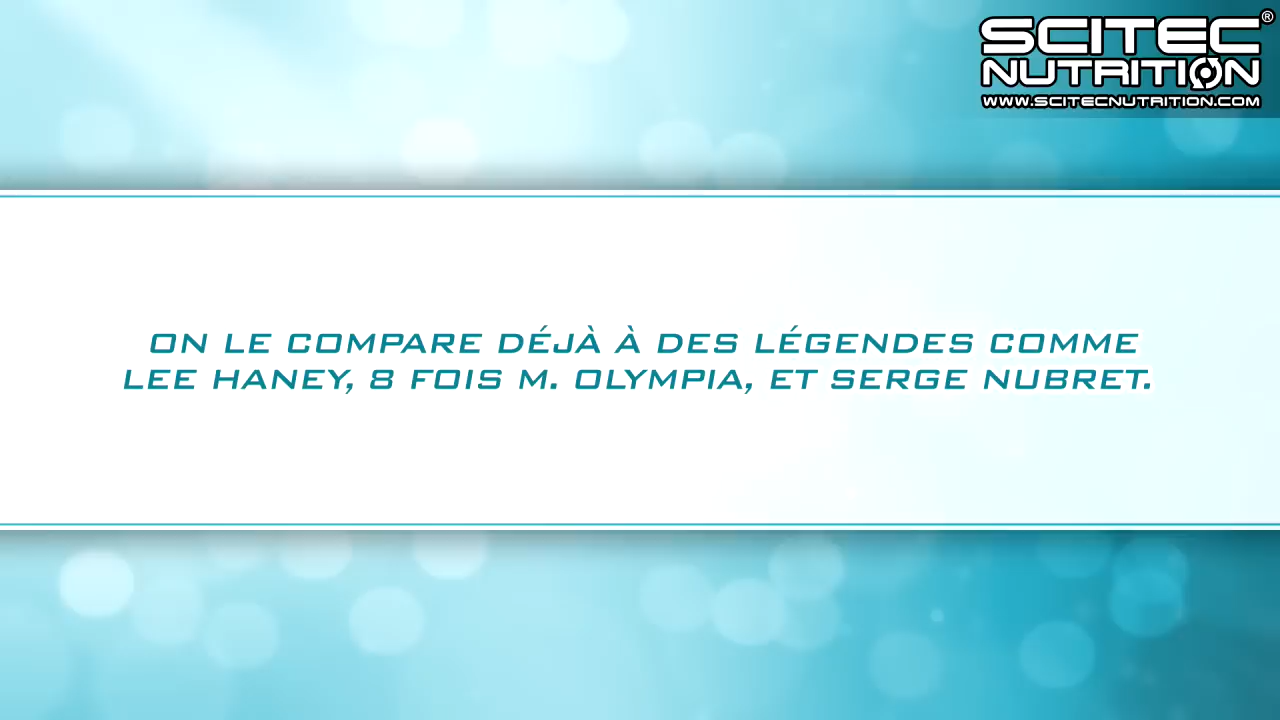 SCITEC®
NUTRITION
WWW.SCITECNUTRITION.COM
ON LE COMPARE DÉJÀ À DES LÉGENDES COMME
LEE HANEY, 8 FOIS M. OLYMPIA, ET SERGE NUBRET.